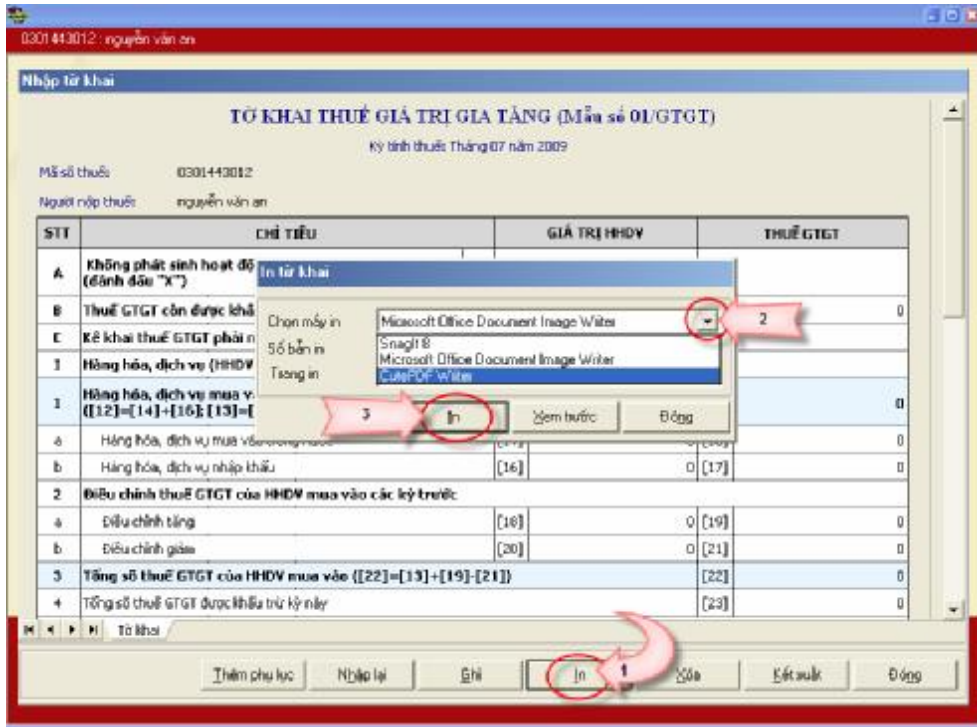 0301443012 : nguyễn văn an
Nhập tờ khai
TỜ KHAI THUẾ GIÁ TRỊ GIA TĂNG (Mẫu số 01/GTGT)
Kỳ tính thuế: Tháng 07 năm 2009
Mã số thuế: 0301443012
Người nộp thuế: nguyễn văn an
STT CHỈ TIÊU GIÁ TRỊ HHDV THUẾ GTGT
A Không phát sinh hoạt độ
(đánh dấu "X")
B Thuế GTGT còn được khấ 0
C Kê khai thuế GTGT phải n
I Hàng hóa, dịch vụ (HHDV
1 Hàng hóa, dịch vụ mua v
([12]=[14]+[16]; [13]=[ 0
a Hàng hóa, dịch vụ mua vào trong nước 0
b Hàng hóa, dịch vụ nhập khẩu [16] 0 [17] 0
2 Điều chỉnh thuế GTGT của HHDV mua vào các kỳ trước
a Điều chỉnh tăng [18] 0 [19] 0
b Điều chỉnh giảm [20] 0 [21] 0
3 Tổng số thuế GTGT của HHDV mua vào ([22]=[13]+[19]-[21]) [22] 0
4 Tổng số thuế GTGT được khấu trừ kỳ này [23] 0
In tờ khai
Chọn máy in Microsoft Office Document Image Writer
2
SnagIt 8
Số bản in
Microsoft Office Document Image Writer
Trang in
CutePDF Writer
3 In Xem trước Đóng
Tờ khai
Thêm phụ lục Nhập lại Ghi In 1 Xóa Kết xuất Đóng